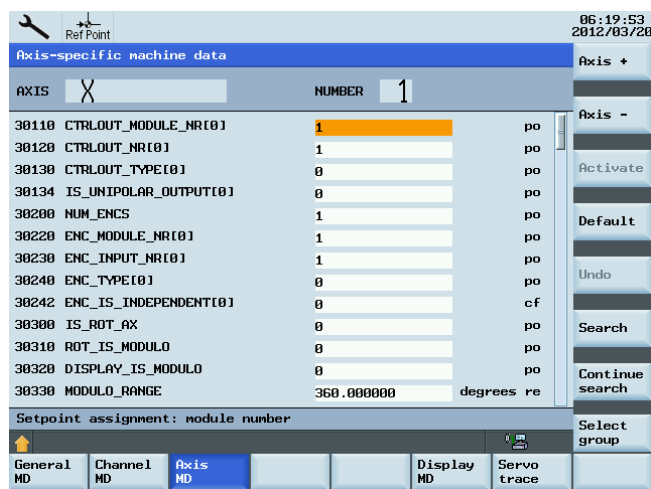 06:19:53
2012/03/20
Ref Point
Axis-specific machine data
AXIS X NUMBER 1
30110 CTRLOUT_MODULE_NR[0] 1 po
30120 CTRLOUT_NR[0] 1 po
30130 CTRLOUT_TYPE[0] 0 po
30134 IS_UNIPOLAR_OUTPUT[0] 0 po
30200 NUM_ENCS 1 po
30220 ENC_MODULE_NR[0] 1 po
30230 ENC_INPUT_NR[0] 1 po
30240 ENC_TYPE[0] 0 po
30242 ENC_IS_INDEPENDENT[0] 0 cf
30300 IS_ROT_AX 0 po
30310 ROT_IS_MODULO 0 po
30320 DISPLAY_IS_MODULO 0 po
30330 MODULO_RANGE 360.000000 degrees re
Setpoint assignment: module number
Axis +
Axis -
Activate
Default
Undo
Search
Continue
search
Select
group
General
MD
Channel
MD
Axis
MD
Display
MD
Servo
trace